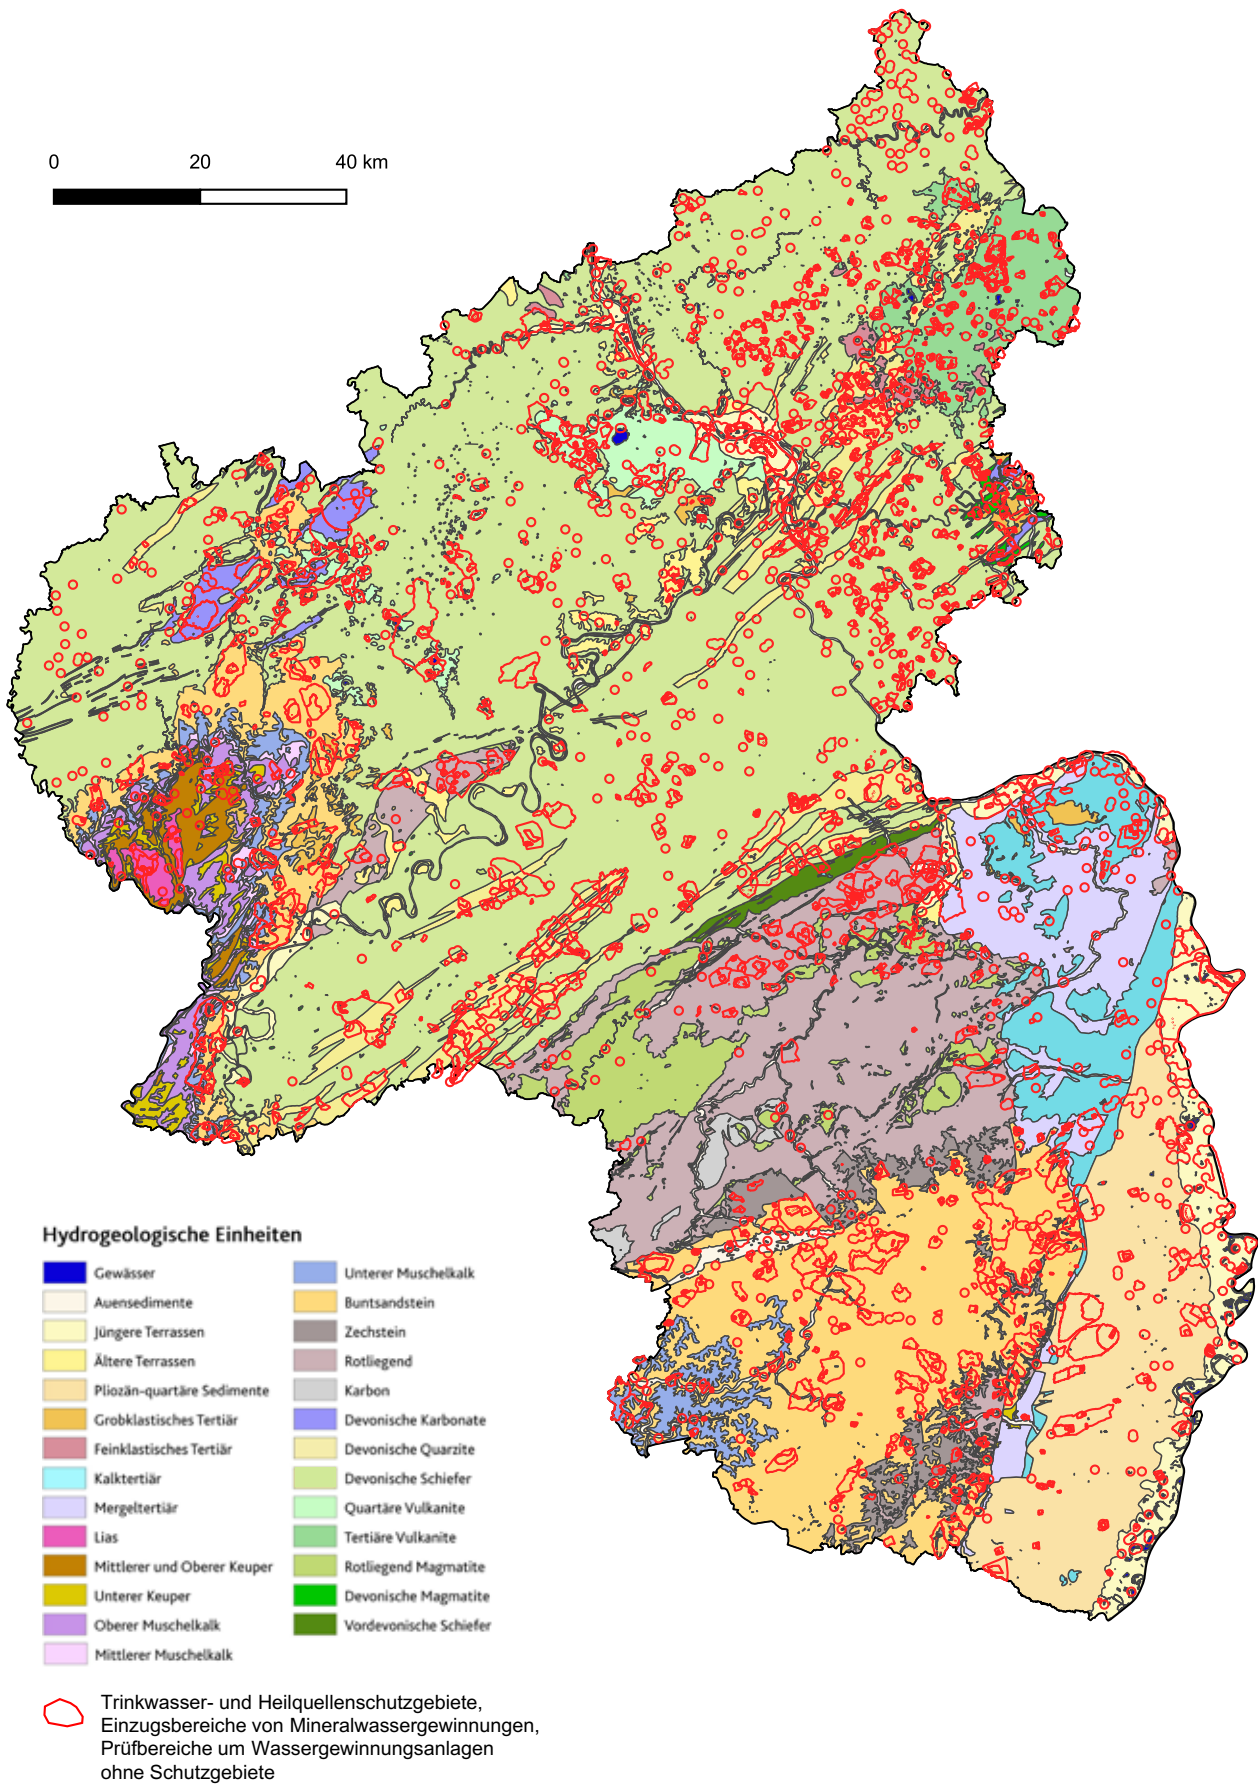 0 20 40 km
Hydrogeologische Einheiten
Gewässer
Auensedimente
Jüngere Terrassen
Ältere Terrassen
Pliozän-quartäre Sedimente
Grobklastisches Tertiär
Feinklastisches Tertiär
Kalktertiär
Mergeltertiär
Lias
Mittlerer und Oberer Keuper
Unterer Keuper
Oberer Muschelkalk
Mittlerer Muschelkalk
Unterer Muschelkalk
Buntsandstein
Zechstein
Rotliegend
Karbon
Devonische Karbonate
Devonische Quarzite
Devonische Schiefer
Quartäre Vulkanite
Tertiäre Vulkanite
Rotliegend Magmatite
Devonische Magmatite
Vordevonische Schiefer
Trinkwasser- und Heilquellenschutzgebiete,
Einzugsbereiche von Mineralwassergewinnungen,
Prüfbereiche um Wassergewinnungsanlagen
ohne Schutzgebiete